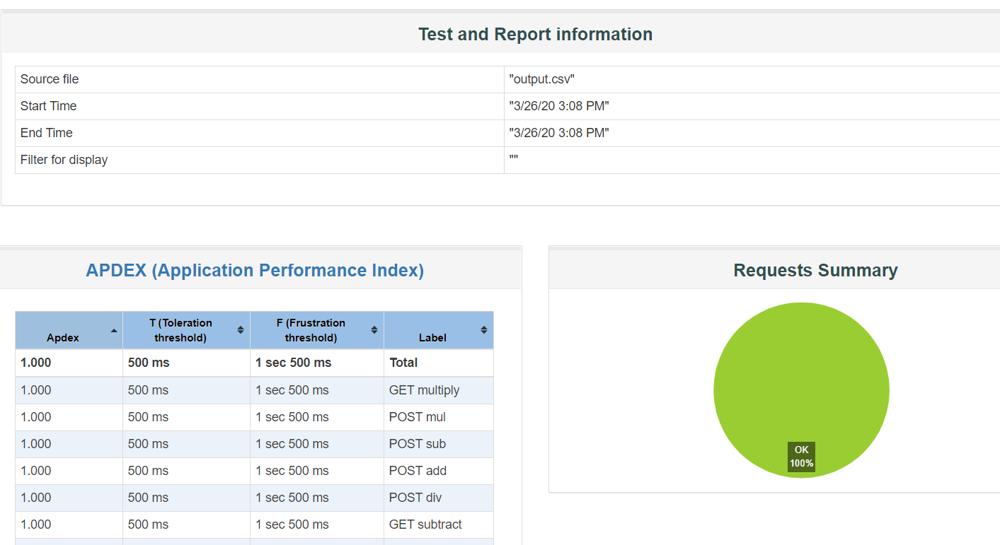 Test and Report information
Source file "output.csv"
Start Time "3/26/20 3:08 PM"
End Time "3/26/20 3:08 PM"
Filter for display ""
APDEX (Application Performance Index)
Apdex T (Toleration threshold) F (Frustration threshold) Label
1.000 500 ms 1 sec 500 ms Total
1.000 500 ms 1 sec 500 ms GET multiply
1.000 500 ms 1 sec 500 ms POST mul
1.000 500 ms 1 sec 500 ms POST sub
1.000 500 ms 1 sec 500 ms POST add
1.000 500 ms 1 sec 500 ms POST div
1.000 500 ms 1 sec 500 ms GET subtract
Requests Summary
OK
100%